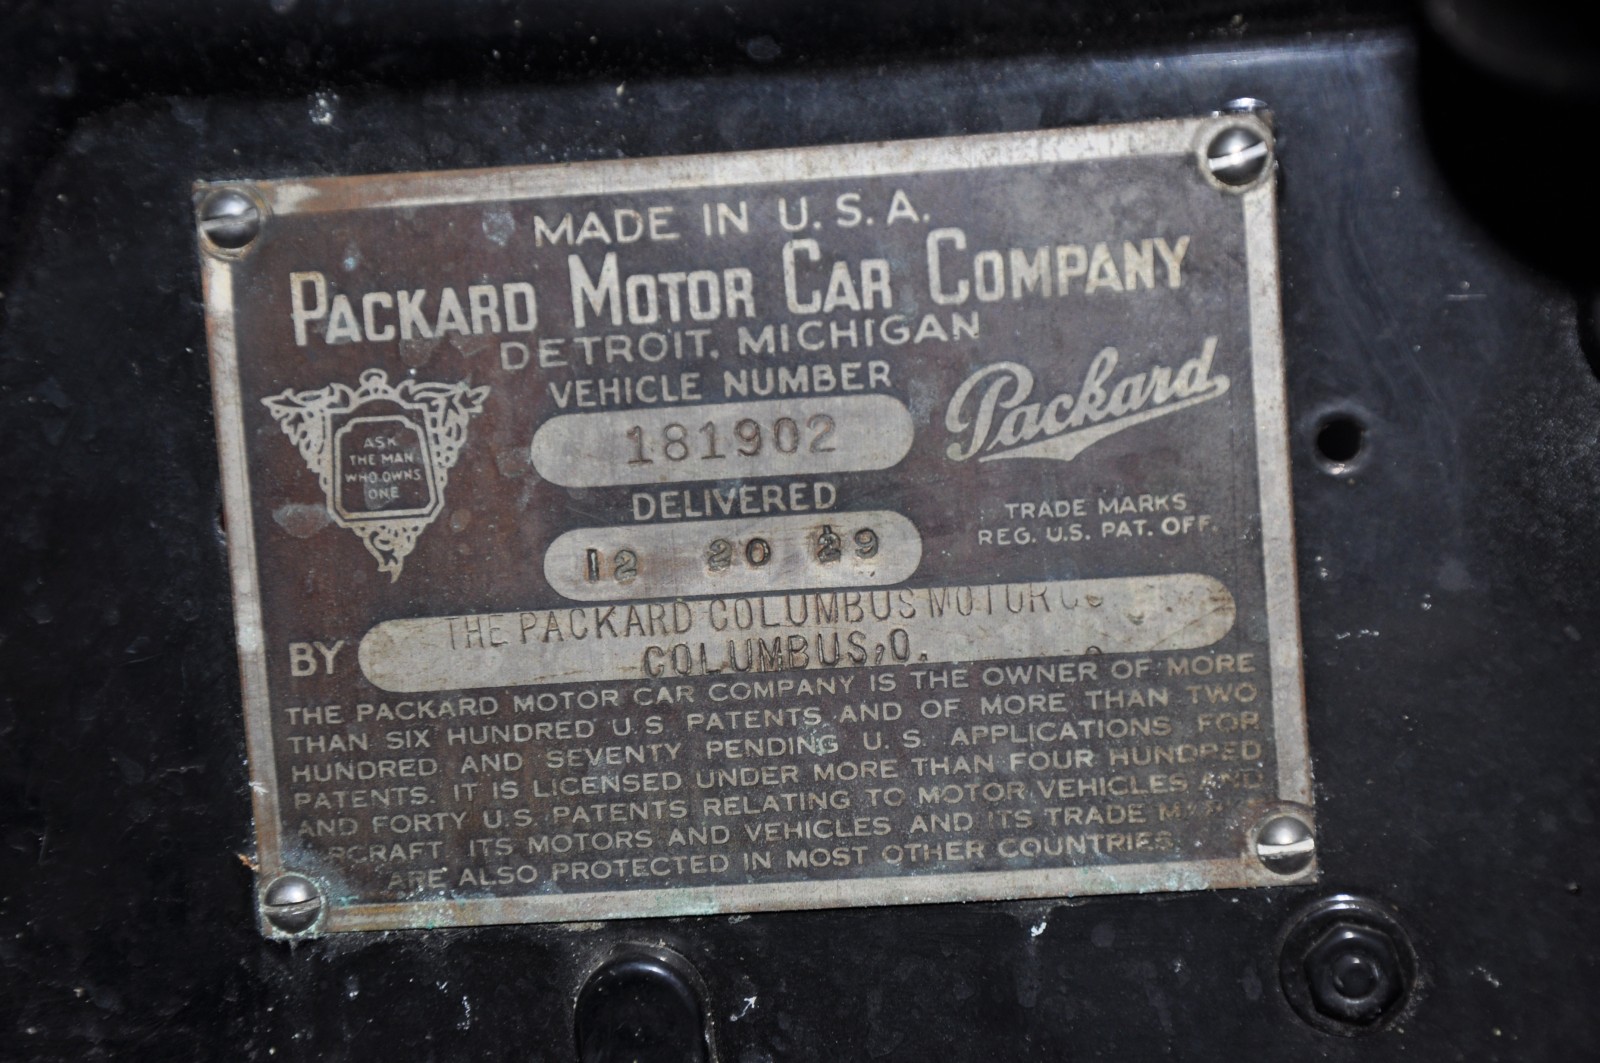 MADE IN U.S.A.
PACKARD MOTOR CAR COMPANY
DETROIT, MICHIGAN
VEHICLE NUMBER
181902
ASK
THE MAN
WHO OWNS
ONE
Packard
DELIVERED
12 20 29
TRADE MARKS
REG. U.S. PAT. OFF.
BY THE PACKARD COLUMBUS MOTOR CO
COLUMBUS, O.
THE PACKARD MOTOR CAR COMPANY IS THE OWNER OF MORE
THAN SIX HUNDRED U.S. PATENTS AND OF MORE THAN TWO
HUNDRED AND SEVENTY PENDING U.S. APPLICATIONS FOR
PATENTS. IT IS LICENSED UNDER MORE THAN FOUR HUNDRED
AND FORTY U.S. PATENTS RELATING TO MOTOR VEHICLES AND
AIRCRAFT. ITS MOTORS AND VEHICLES AND ITS TRADE MARKS
ARE ALSO PROTECTED IN MOST OTHER COUNTRIES.